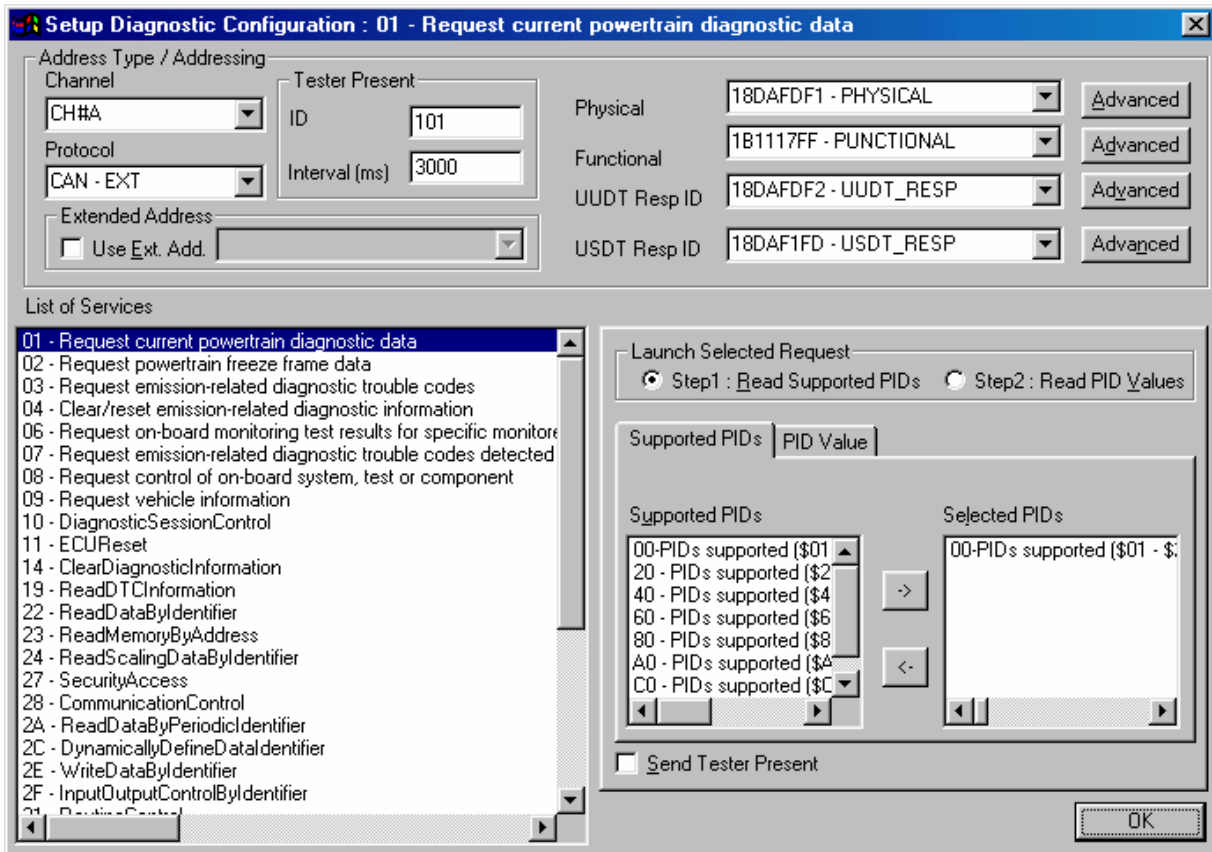 Setup Diagnostic Configuration : 01 - Request current powertrain diagnostic data
Address Type / Addressing
Channel
CH#A
Protocol
CAN - EXT
Tester Present
ID
101
Interval (ms)
3000
Extended Address
Use Ext. Add.
Physical
18DAFDF1 - PHYSICAL
Advanced
Functional
1B1117FF - PUNCTIONAL
Advanced
UUDT Resp ID
18DAFDF2 - UUDT_RESP
Advanced
USDT Resp ID
18DAF1FD - USDT_RESP
Advanced
List of Services
01 - Request current powertrain diagnostic data
02 - Request powertrain freeze frame data
03 - Request emission-related diagnostic trouble codes
04 - Clear/reset emission-related diagnostic information
06 - Request on-board monitoring test results for specific monitore
07 - Request emission-related diagnostic trouble codes detected
08 - Request control of on-board system, test or component
09 - Request vehicle information
10 - DiagnosticSessionControl
11 - ECUReset
14 - ClearDiagnosticInformation
19 - ReadDTCInformation
22 - ReadDataByIdentifier
23 - ReadMemoryByAddress
24 - ReadScalingDataByIdentifier
27 - SecurityAccess
28 - CommunicationControl
2A - ReadDataByPeriodicIdentifier
2C - DynamicallyDefineDataIdentifier
2E - WriteDataByIdentifier
2F - InputOutputControlByIdentifier
31 - RoutineControl
Launch Selected Request
Step1 : Read Supported PIDs
Step2 : Read PID Values
Supported PIDs
PID Value
Supported PIDs
00-PIDs supported ($01
20 - PIDs supported ($2
40 - PIDs supported ($4
60 - PIDs supported ($6
80 - PIDs supported ($8
A0 - PIDs supported ($A
C0 - PIDs supported ($C
->
<-
Selected PIDs
00-PIDs supported ($01 - $
Send Tester Present
OK